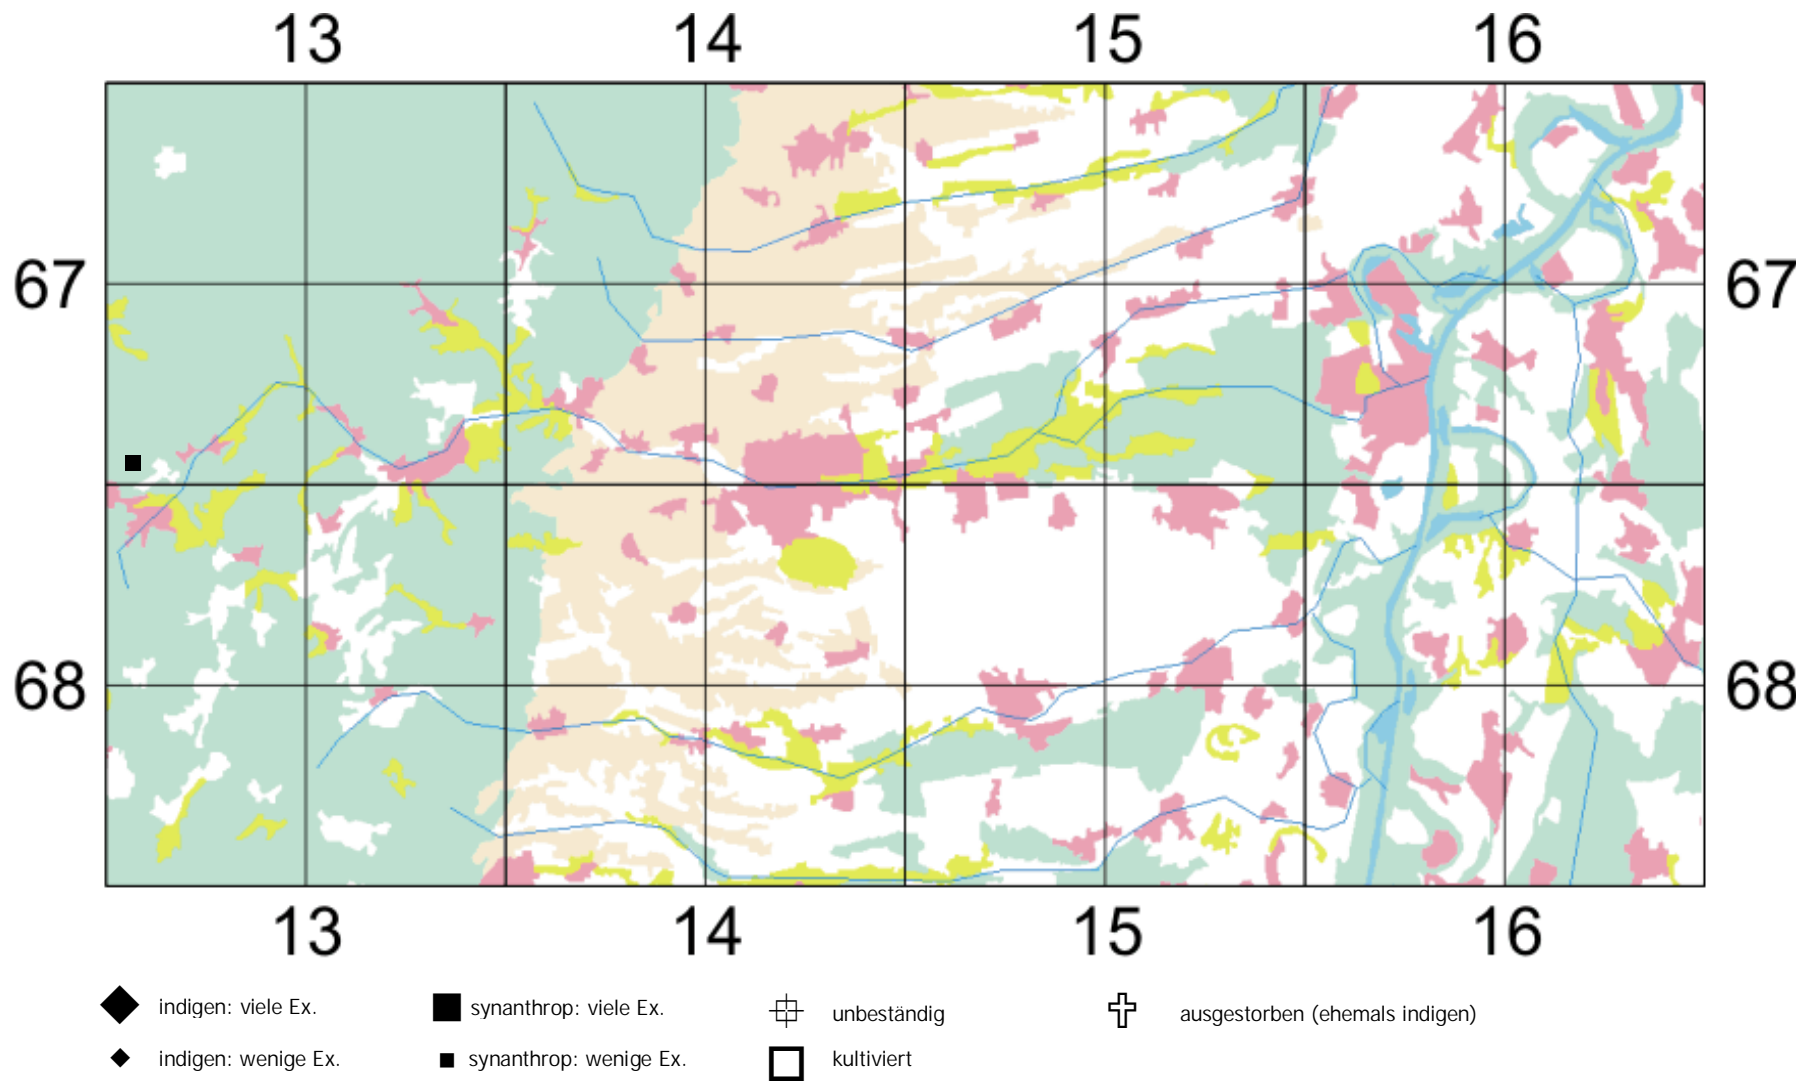 13 14 15 16
67 67
68 68
13 14 15 16
indigen: viele Ex. synanthrop: viele Ex. unbeständig ausgestorben (ehemals indigen)
indigen: wenige Ex. synanthrop: wenige Ex. kultiviert